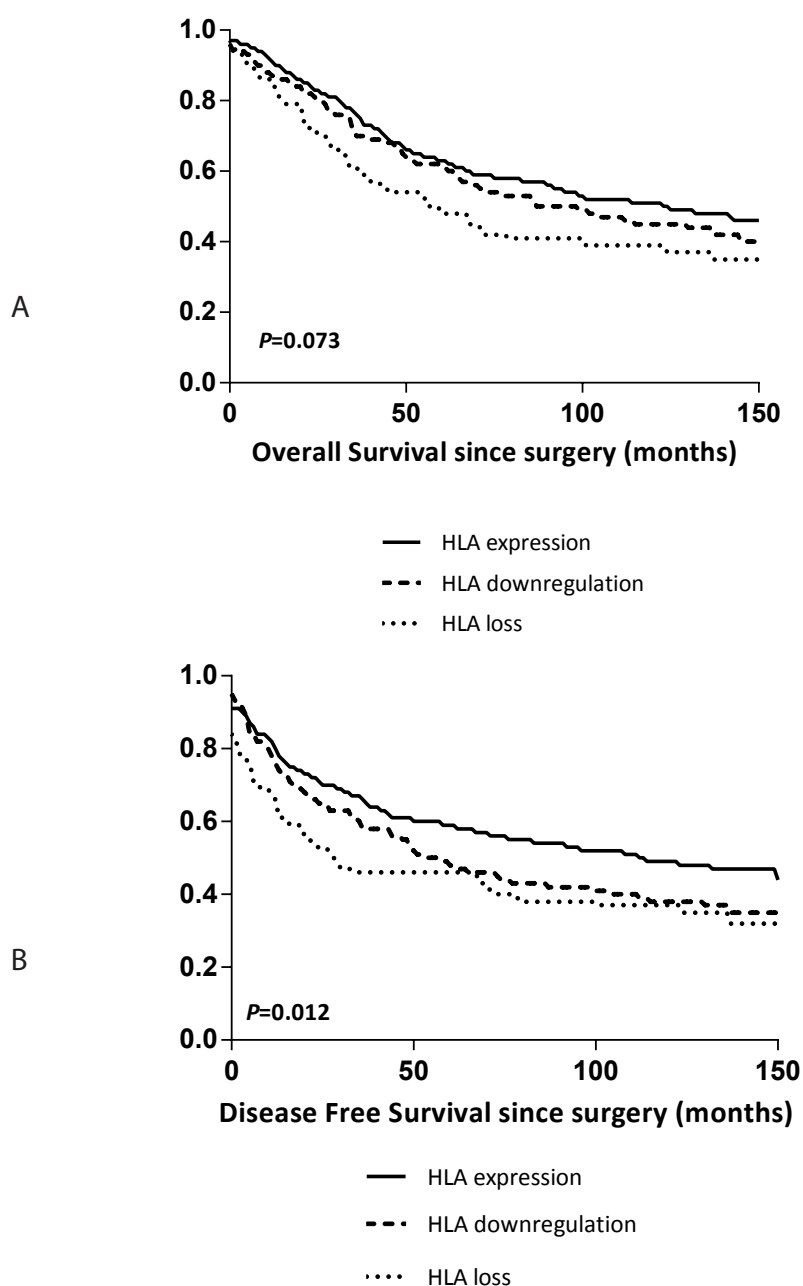 A
1.0
0.8
0.6
0.4
0.2
0.0
P=0.073
0 50 100 150
Overall Survival since surgery (months)
HLA expression
HLA downregulation
HLA loss
B
1.0
0.8
0.6
0.4
0.2
0.0
P=0.012
0 50 100 150
Disease Free Survival since surgery (months)
HLA expression
HLA downregulation
HLA loss